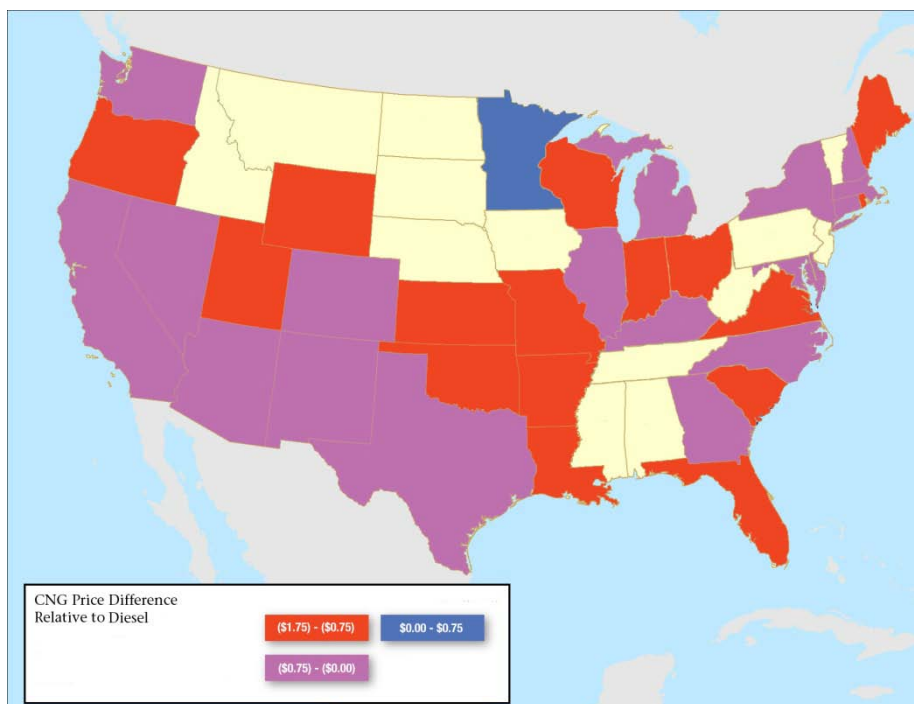 CNG Price Difference
Relative to Diesel
($1.75) - ($0.75)
$0.00 - $0.75
($0.75) - ($0.00)